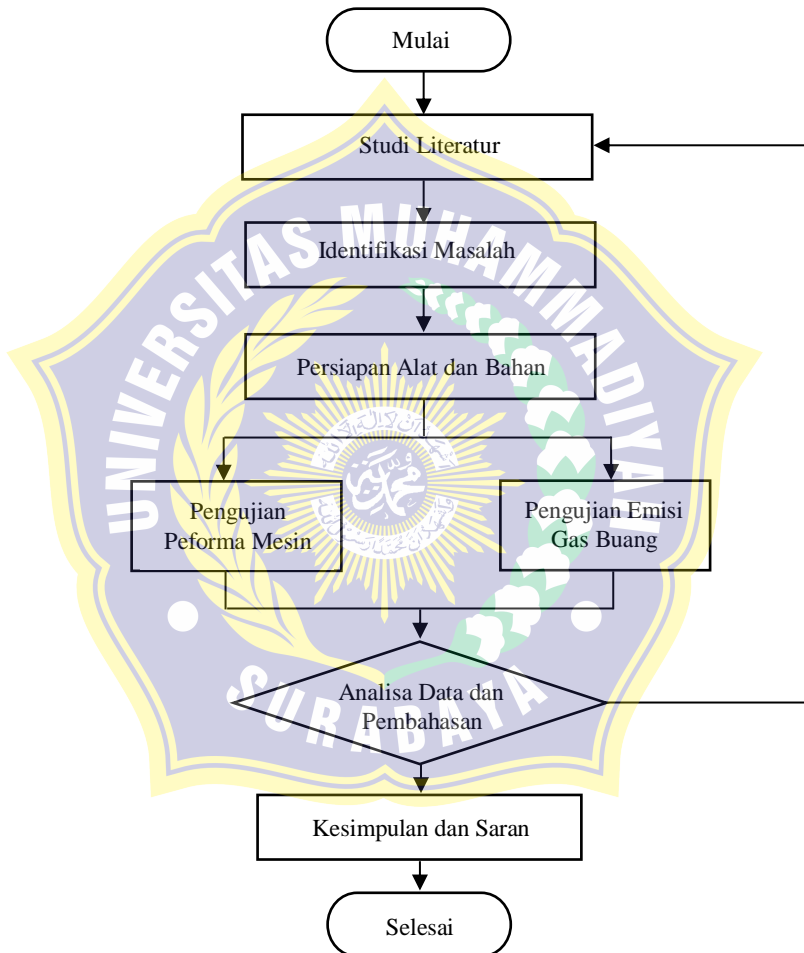 Mulai
Studi Literatur
UNIVERSITAS MUHAMMADIYAH
Identifikasi Masalah
Persiapan Alat dan Bahan
Pengujian
Peforma Mesin
Pengujian Emisi
Gas Buang
Analisa Data dan
Pembahasan
SURABAYA
Kesimpulan dan Saran
Selesai